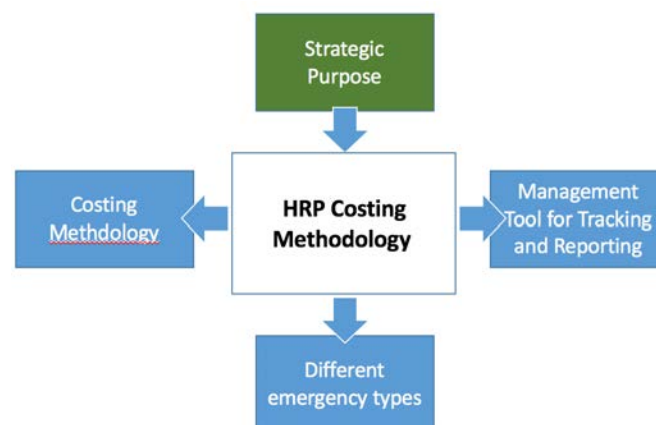 Strategic
Purpose
Costing
Methdology
HRP Costing
Methodology
Management
Tool for Tracking
and Reporting
Different
emergency types